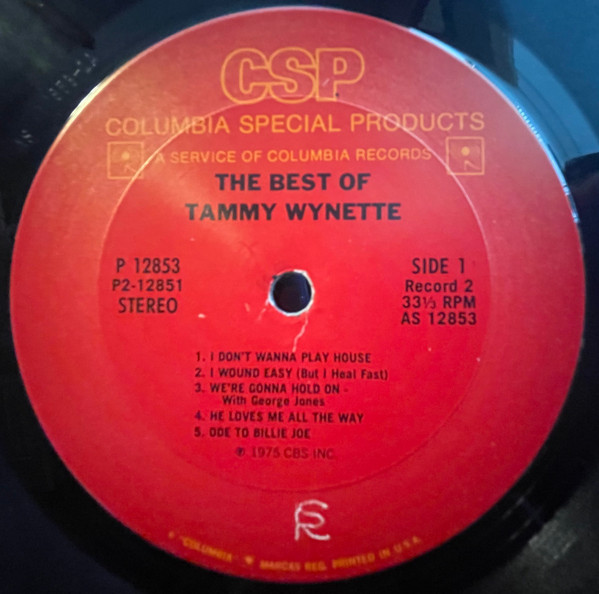 CSP
COLUMBIA SPECIAL PRODUCTS
A SERVICE OF COLUMBIA RECORDS
THE BEST OF
TAMMY WYNETTE
P 12853
P2-12851
STEREO
SIDE 1
Record 2
33⅓ RPM
AS 12853
1. I DON'T WANNA PLAY HOUSE
2. I WOUND EASY (But I Heal Fast)
3. WE'RE GONNA HOLD ON -
With George Jones
4. HE LOVES ME ALL THE WAY
5. ODE TO BILLIE JOE
℗ 1975 CBS INC.
"COLUMBIA" MARCAS REG. PRINTED IN U.S.A.